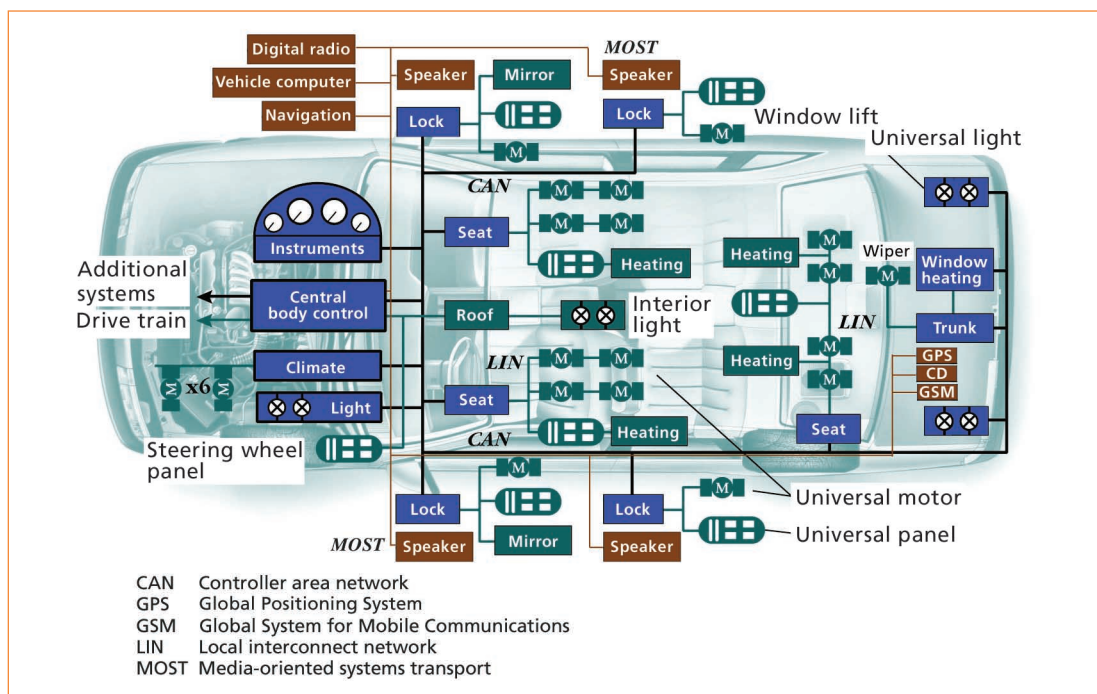 Digital radio
Vehicle computer
Navigation
MOST
Speaker
Mirror
Speaker
Lock
Lock
M
M
Window lift
Universal light
CAN
M
M
Seat
M
M
Heating
Instruments
Heating
M
Wiper
M
M
Window
heating
Additional
systems
Drive train
Central
body control
Roof
Interior
light
LIN
Trunk
LIN
M
M
Heating
M
GPS
CD
GSM
Climate
M
x6
M
Seat
M
M
M
Light
CAN
Heating
Seat
Steering wheel
panel
M
Lock
Lock
M
Universal motor
MOST
Speaker
Mirror
Speaker
Universal panel
CAN Controller area network
GPS Global Positioning System
GSM Global System for Mobile Communications
LIN Local interconnect network
MOST Media-oriented systems transport